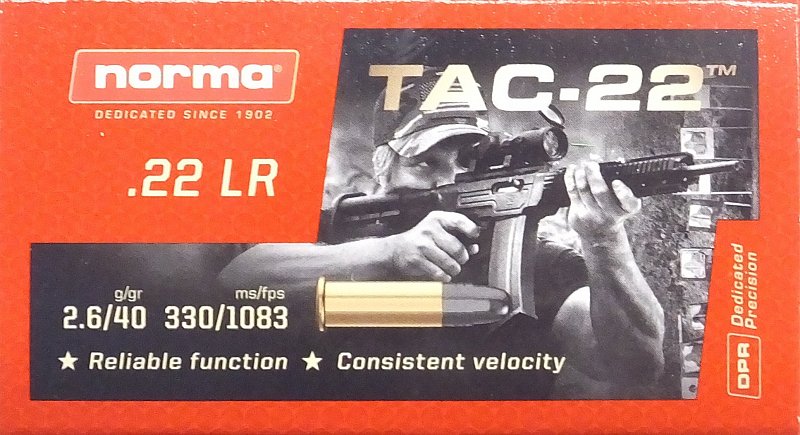 norma®
DEDICATED SINCE 1902
TAC-22™
.22 LR
g/gr ms/fps
2.6/40 330/1083
★ Reliable function ★ Consistent velocity
DPR Dedicated
Precision